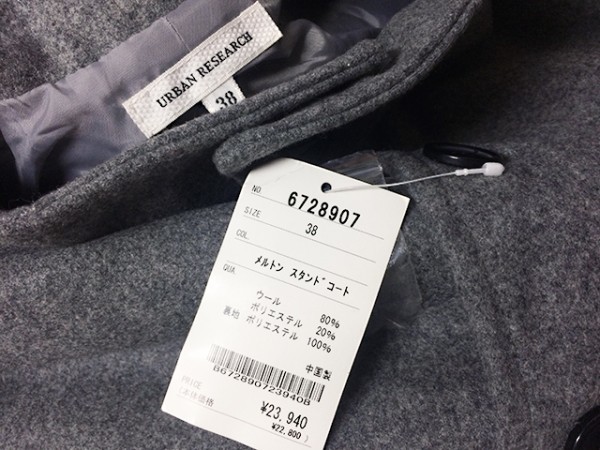 URBAN RESEARCH
38
NO. 6728907
SIZE 38
COL.
メルトン スタンドコート
QUA.
ウール 80%
ポリエステル 20%
裏地 ポリエステル 100%
中国製
B6728907239408
PRICE ¥23,940
本体価格 ¥22,800